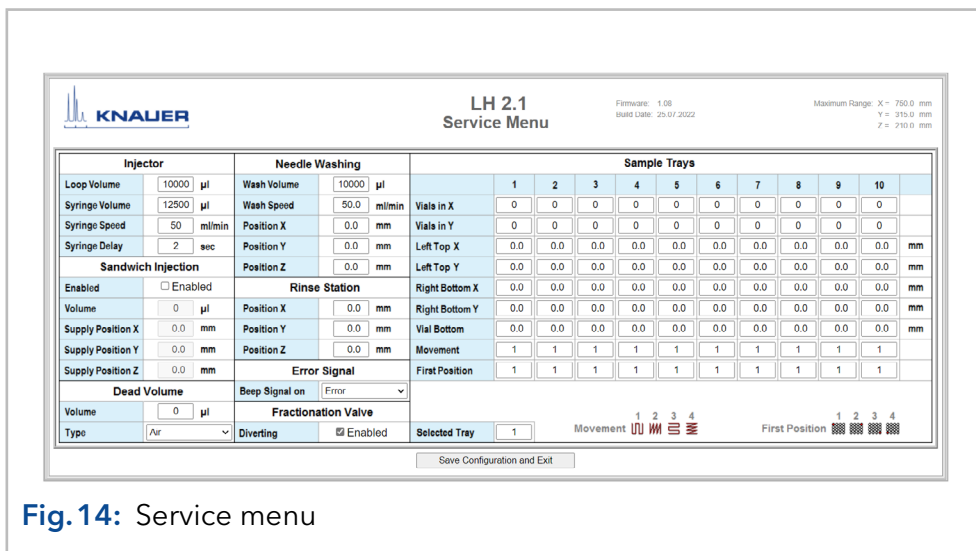 KNAUER
LH 2.1
Service Menu
Firmware: 1.08
Build Date: 25.07.2022
Maximum Range: X = 760.0 mm
Y = 315.0 mm
Z = 210.0 mm
Injector
Loop Volume 10000 µl
Syringe Volume 12500 µl
Syringe Speed 50 ml/min
Syringe Delay 2 sec
Sandwich Injection
Enabled Enabled
Volume 0 µl
Supply Position X 0.0 mm
Supply Position Y 0.0 mm
Supply Position Z 0.0 mm
Dead Volume
Volume 0 µl
Type Air
Needle Washing
Wash Volume 10000 µl
Wash Speed 50.0 ml/min
Position X 0.0 mm
Position Y 0.0 mm
Position Z 0.0 mm
Rinse Station
Position X 0.0 mm
Position Y 0.0 mm
Position Z 0.0 mm
Error Signal
Beep Signal on Error
Fractionation Valve
Diverting Enabled
Sample Trays
1 2 3 4 5 6 7 8 9 10
Vials in X 0 0 0 0 0 0 0 0 0 0
Vials in Y 0 0 0 0 0 0 0 0 0 0
Left Top X 0.0 0.0 0.0 0.0 0.0 0.0 0.0 0.0 0.0 0.0 mm
Left Top Y 0.0 0.0 0.0 0.0 0.0 0.0 0.0 0.0 0.0 0.0 mm
Right Bottom X 0.0 0.0 0.0 0.0 0.0 0.0 0.0 0.0 0.0 0.0 mm
Right Bottom Y 0.0 0.0 0.0 0.0 0.0 0.0 0.0 0.0 0.0 0.0 mm
Vial Bottom 0.0 0.0 0.0 0.0 0.0 0.0 0.0 0.0 0.0 0.0 mm
Movement 1 1 1 1 1 1 1 1 1 1
First Position 1 1 1 1 1 1 1 1 1 1
Selected Tray 1
Movement 1 2 3 4
First Position 1 2 3 4
Save Configuration and Exit
Fig.14: Service menu